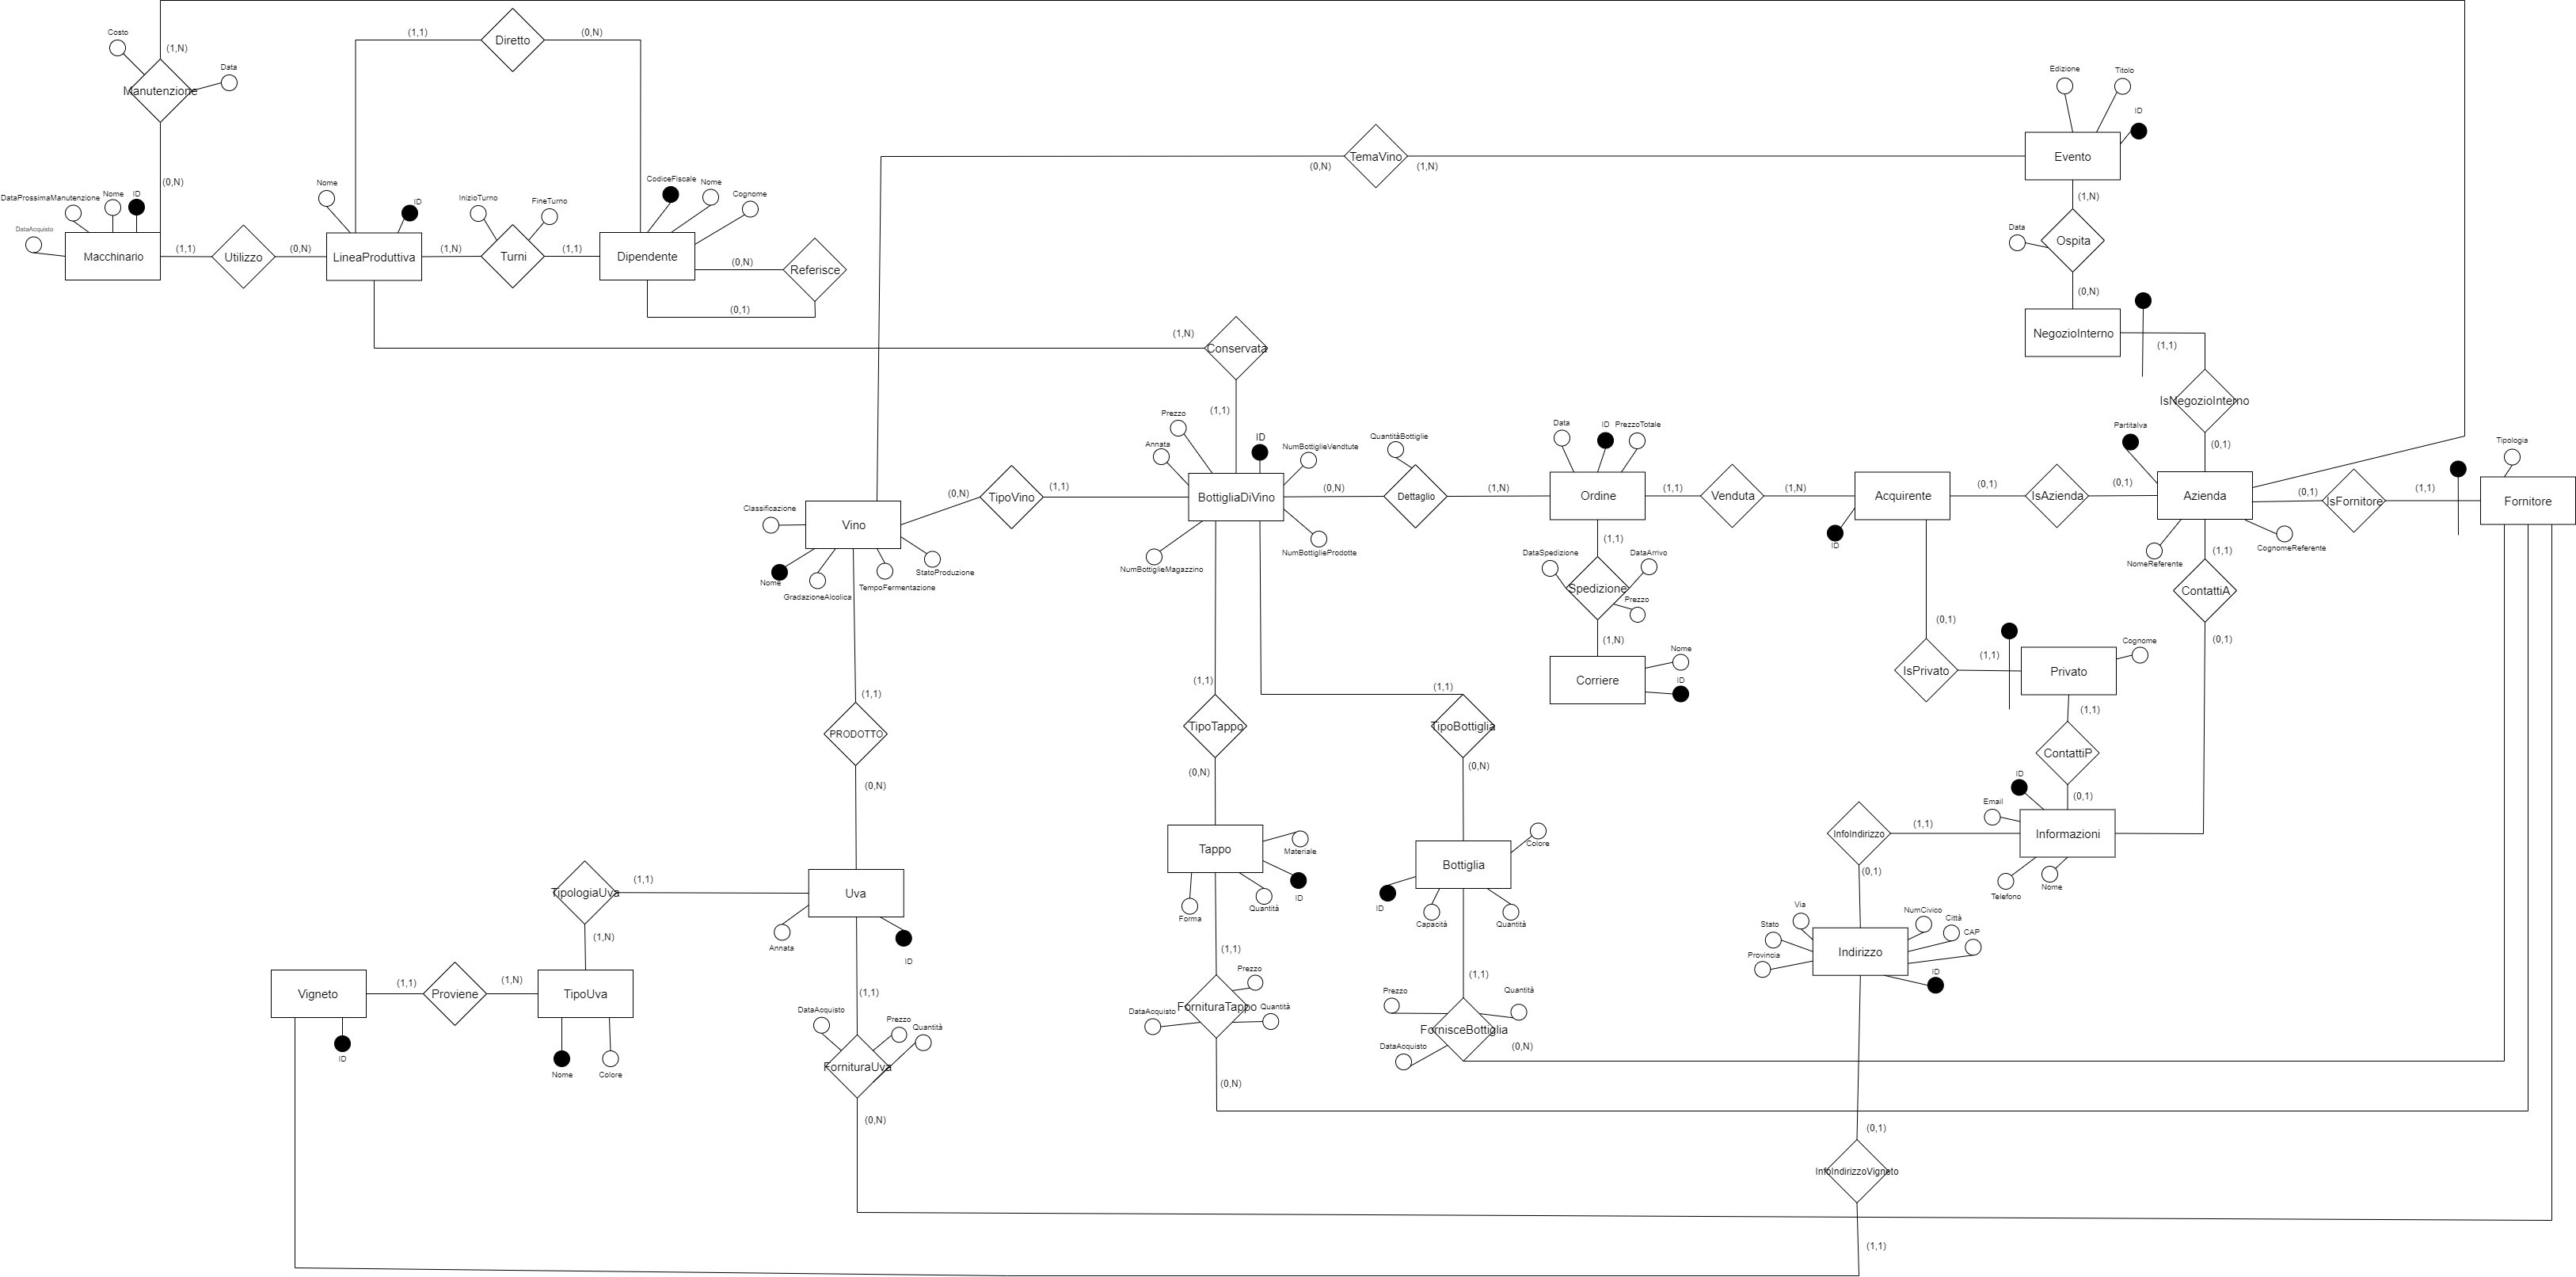 Costo
(1,N)
Data
Manutenzione
(0,N)
(1,1)
Diretto
(0,N)
DataProssimaManutenzione
Nome
ID
DataAcquisto
Macchinario
(1,1)
Utilizzo
(0,N)
Nome
ID
LineaProduttiva
(1,N)
InizioTurno
FineTurno
Turni
(1,1)
CodiceFiscale
Nome
Cognome
Dipendente
(0,N)
Referisce
(0,1)
(0,N)
TemaVino
(1,N)
Edizione
Titolo
ID
Evento
(1,N)
Data
Ospita
(0,N)
NegozioInterno
(1,1)
IsNegozioInterno
(0,1)
(1,N)
Conservata
(1,1)
Classificazione
Vino
Nome
GradazioneAlcolica
TempoFermentazione
StatoProduzione
(0,N)
TipoVino
(1,1)
Prezzo
Annata
ID
NumBottiglieVendtute
BottigliaDiVino
NumBottiglieMagazzino
NumBottiglieProdotte
(0,N)
QuantitàBottiglie
Dettaglio
(1,N)
Data
ID
PrezzoTotale
Ordine
(1,1)
Venduta
(1,N)
Acquirente
ID
(0,1)
IsAzienda
(0,1)
PartitaIva
Azienda
NomeReferente
CognomeReferente
(0,1)
IsFornitore
(1,1)
Tipologia
Fornitore
(1,1)
DataSpedizione
DataArrivo
Spedizione
Prezzo
(1,N)
Corriere
Nome
ID
(0,1)
IsPrivato
(1,1)
Privato
Cognome
(1,1)
ContattiP
(0,1)
(1,1)
ContattiA
(0,1)
ID
Email
Informazioni
Telefono
Nome
(1,1)
InfoIndirizzo
(0,1)
Via
Stato
Provincia
NumCivico
Città
CAP
Indirizzo
ID
(1,1)
PRODOTTO
(0,N)
(1,1)
TipoTappo
(0,N)
(1,1)
TipoBottiglia
(0,N)
Tappo
Materiale
ID
Quantità
Forma
Bottiglia
Colore
ID
Capacità
Quantità
Uva
Annata
ID
TipologiaUva
(1,1)
(1,N)
Vigneto
ID
(1,1)
Proviene
(1,N)
TipoUva
Nome
Colore
(1,1)
DataAcquisto
Prezzo
Quantità
FornituraUva
(0,N)
(1,1)
Prezzo
DataAcquisto
Quantità
FornituraTappo
(0,N)
(1,1)
Prezzo
Quantità
FornisceBottiglia
DataAcquisto
(0,N)
(0,1)
InfoIndirizzoVigneto
(1,1)